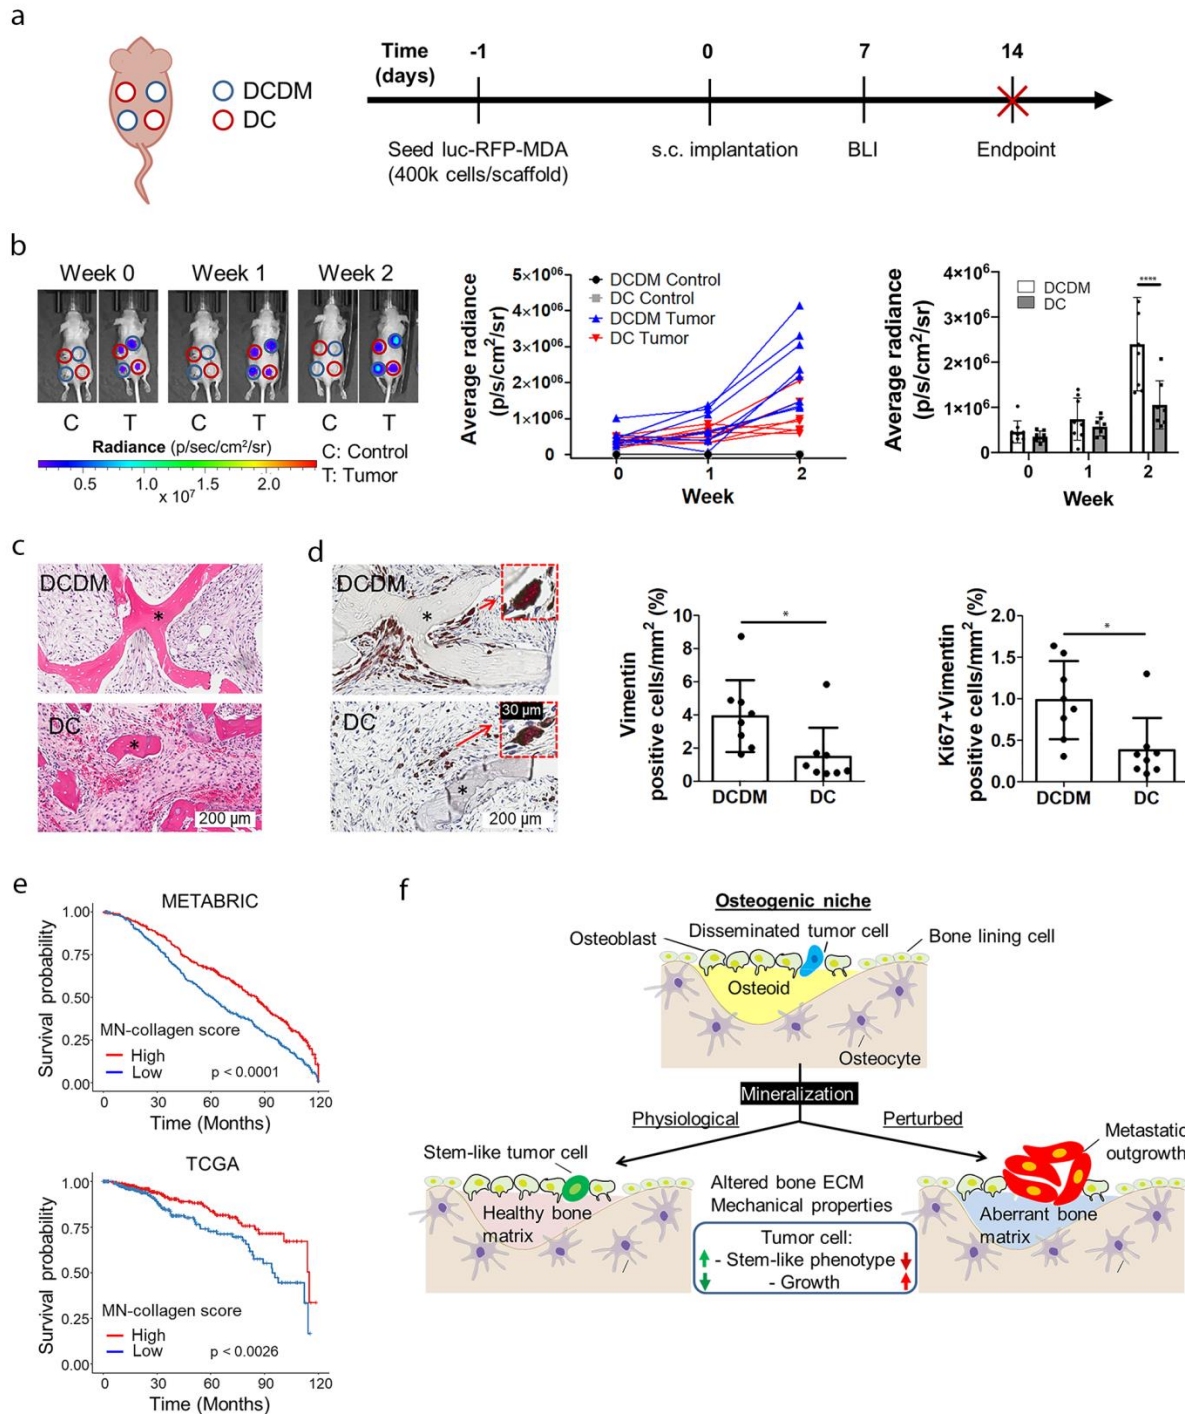 a
DCDM
DC
Time
(days)
-1
0
7
14
Seed luc-RFP-MDA
(400k cells/scaffold)
s.c. implantation
BLI
Endpoint
b
Week 0
Week 1
Week 2
C
T
C
T
C
T
Radiance (p/sec/cm²/sr)
C: Control
T: Tumor
0.5
1.0
1.5
2.0
x 10⁷
Average radiance
(p/s/cm²/sr)
5×10⁰⁶
4×10⁰⁶
3×10⁰⁶
2×10⁰⁶
1×10⁰⁶
0
DCDM Control
DC Control
DCDM Tumor
DC Tumor
0
1
2
Week
Average radiance
(p/s/cm²/sr)
4×10⁶
3×10⁶
2×10⁶
1×10⁶
0
DCDM
DC
****
0
1
2
Week
c
DCDM
*
DC
*
200 µm
d
DCDM
*
DC
30 µm
*
200 µm
Vimentin
positive cells/mm² (%)
10
8
6
4
2
0
*
DCDM
DC
Ki67+Vimentin
positive cells/mm² (%)
2.0
1.5
1.0
0.5
0.0
*
DCDM
DC
e
METABRIC
Survival probability
1.00
0.75
0.50
0.25
0.00
MN-collagen score
High
Low
p < 0.0001
0
30
60
90
120
Time (Months)
TCGA
Survival probability
1.00
0.75
0.50
0.25
0.00
MN-collagen score
High
Low
p < 0.0026
0
30
60
90
120
Time (Months)
f
Osteogenic niche
Disseminated tumor cell
Osteoblast
Bone lining cell
Osteoid
Osteocyte
Mineralization
Physiological
Perturbed
Stem-like tumor cell
Metastatic
outgrowth
Healthy bone
matrix
Altered bone ECM
Mechanical properties
Aberrant bone
matrix
Tumor cell:
- Stem-like phenotype
- Growth